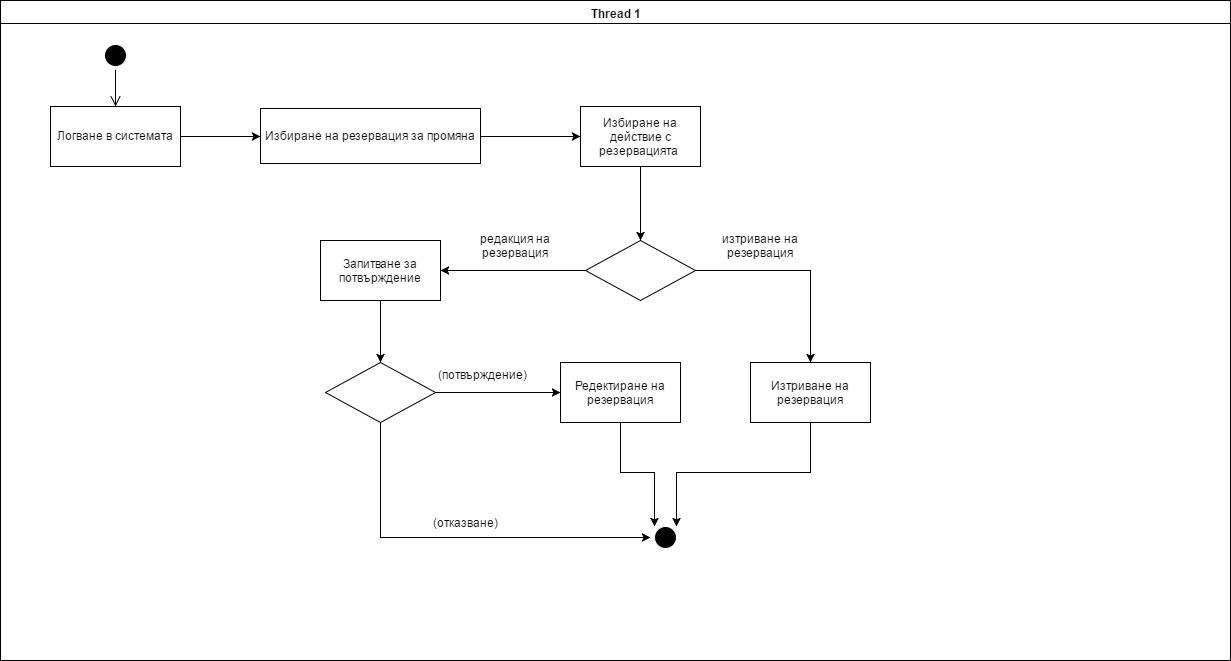 Thread 1
Логване в системата
Избиране на резервация за промяна
Избиране на
действие с
резервацията
редакция на
резервация
изтриване на
резервация
Запитване за
потвърждение
(потвърждение)
Редектиране на
резервация
Изтриване на
резервация
(отказване)